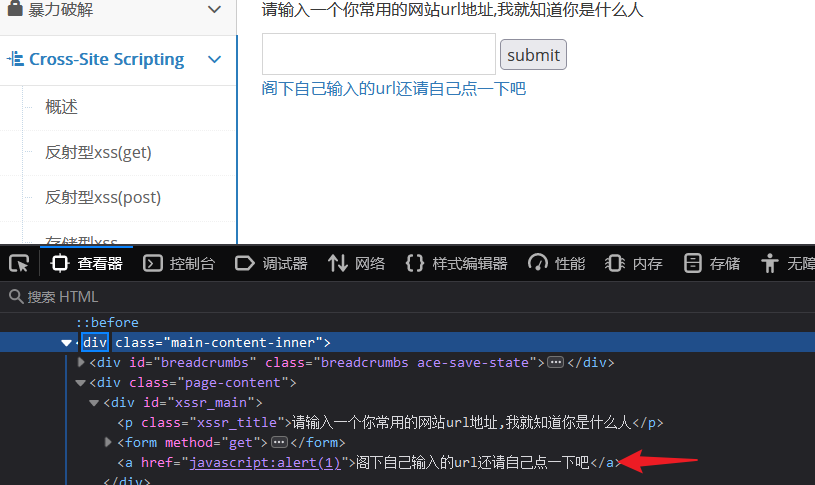 暴力破解
请输入一个你常用的网站url地址,我就知道你是什么人
Cross-Site Scripting
submit
阁下自己输入的url还请自己点一下吧
概述
反射型xss(get)
反射型xss(post)
存储型xss
查看器 控制台 调试器 网络 样式编辑器 性能 内存 存储 无障
搜索 HTML
::before
div class="main-content-inner">
<div id="breadcrumbs" class="breadcrumbs ace-save-state"></div>
<div class="page-content">
<div id="xssr_main">
<p class="xssr_title">请输入一个你常用的网站url地址,我就知道你是什么人</p>
<form method="get"></form>
<a href="javascript:alert(1)">阁下自己输入的url还请自己点一下吧</a>
</div>